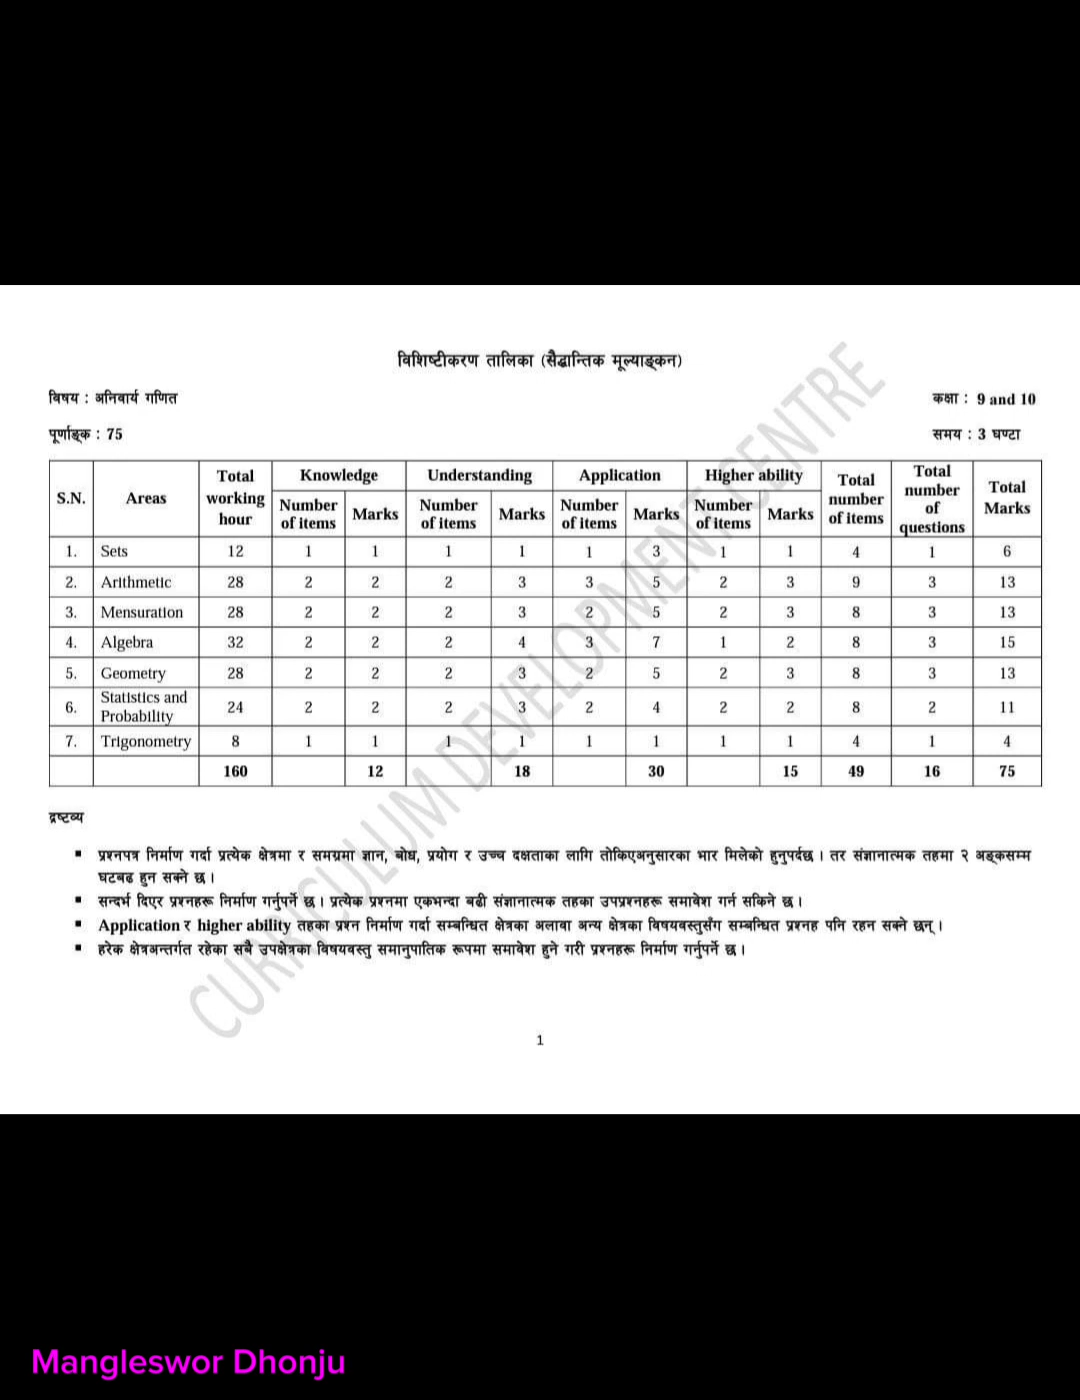 विशिष्टीकरण तालिका (सैद्धान्तिक मूल्याङ्कन)
विषय : अनिवार्य गणित
कक्षा : 9 and 10
पूर्णाङ्क : 75
समय : 3 घण्टा
S.N. Areas Total working hour Knowledge Understanding Application Higher ability Total number of items Total number of questions Total Marks
Number of items Marks Number of items Marks Number of items Marks Number of items Marks
1. Sets 12 1 1 1 1 1 3 1 1 4 1 6
2. Arithmetic 28 2 2 2 3 3 5 2 3 9 3 13
3. Mensuration 28 2 2 2 3 2 5 2 3 8 3 13
4. Algebra 32 2 2 2 4 3 7 1 2 8 3 15
5. Geometry 28 2 2 2 3 2 5 2 3 8 3 13
6. Statistics and Probability 24 2 2 2 3 2 4 2 2 8 2 11
7. Trigonometry 8 1 1 1 1 1 1 1 1 4 1 4
160 12 18 30 15 49 16 75
द्रष्टव्य
▪ प्रश्नपत्र निर्माण गर्दा प्रत्येक क्षेत्रमा र समग्रमा ज्ञान, बोध, प्रयोग र उच्च दक्षताका लागि तोकिएअनुसारका भार मिलेको हुनुपर्दछ । तर संज्ञानात्मक तहमा २ अङ्कसम्म
घटबढ हुन सक्ने छ ।
▪ सन्दर्भ दिएर प्रश्नहरू निर्माण गर्नुपर्ने छ । प्रत्येक प्रश्नमा एकभन्दा बढी संज्ञानात्मक तहका उपप्रश्नहरू समावेश गर्न सकिने छ ।
▪ Application र higher ability तहका प्रश्न निर्माण गर्दा सम्बन्धित क्षेत्रका अलावा अन्य क्षेत्रका विषयवस्तुसँग सम्बन्धित प्रश्नह पनि रहन सक्ने छन् ।
▪ हरेक क्षेत्रअन्तर्गत रहेका सबै उपक्षेत्रका विषयवस्तु समानुपातिक रूपमा समावेश हुने गरी प्रश्नहरू निर्माण गर्नुपर्ने छ ।
CURRICULUM DEVELOPMENT CENTRE
1
Mangleswor Dhonju